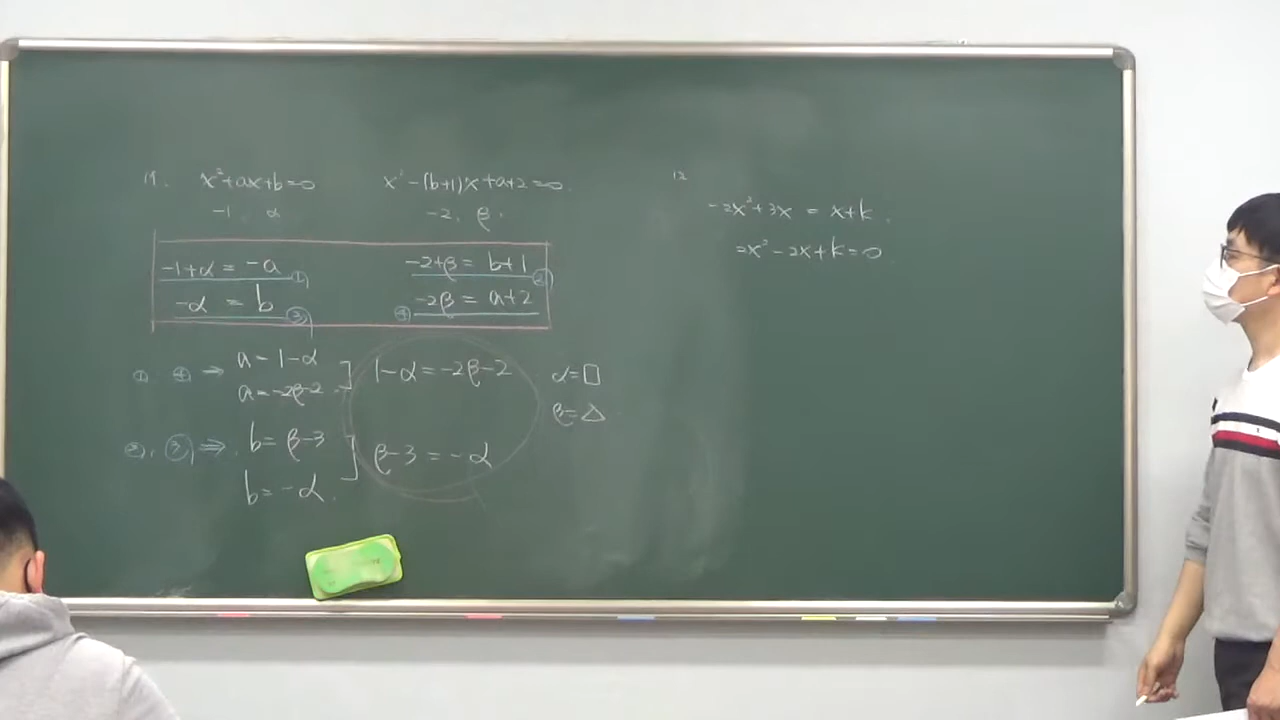 19. x²+ax+b=0
-1, α
-1+α = -a ①
-α = b ③
x²-(b+1)x+a+2=0.
-2, β.
-2+β = b+1 ②
④ -2β = a+2
①, ④ → a = 1-α
a = -2β-2
1-α = -2β-2
②, ③ ⇒ b = β-3
b = -α.
β-3 = -α
α=□
β=△
12
-2x²+3x = x+k.
2x²-2x+k=0